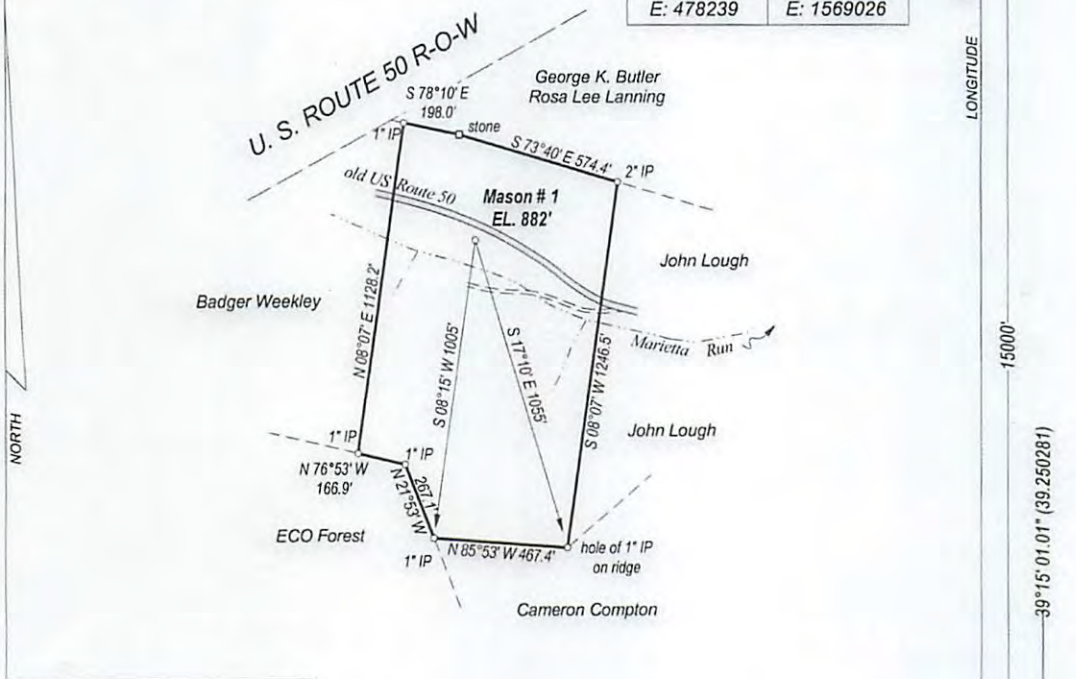 E: 478239 E: 1569026
U. S. ROUTE 50 R-O-W
George K. Butler
Rosa Lee Lanning
S 78°10' E
198.0'
1" IP
stone
S 73°40' E 574.4'
2" IP
old US Route 50
Mason # 1
EL. 882'
John Lough
Badger Weekley
N 08°07' E 1128.2'
S 08°15' W 1005'
S 17°10' E 1055'
S 08°07' W 1246.5'
Marietta Run
John Lough
1" IP
N 76°53' W
166.9'
1" IP
N 21°53' W
267.1'
ECO Forest
1" IP
N 85°53' W 467.4'
hole of 1" IP
on ridge
Cameron Compton
NORTH
LONGITUDE
15000'
39°15' 01.01" (39.250281)